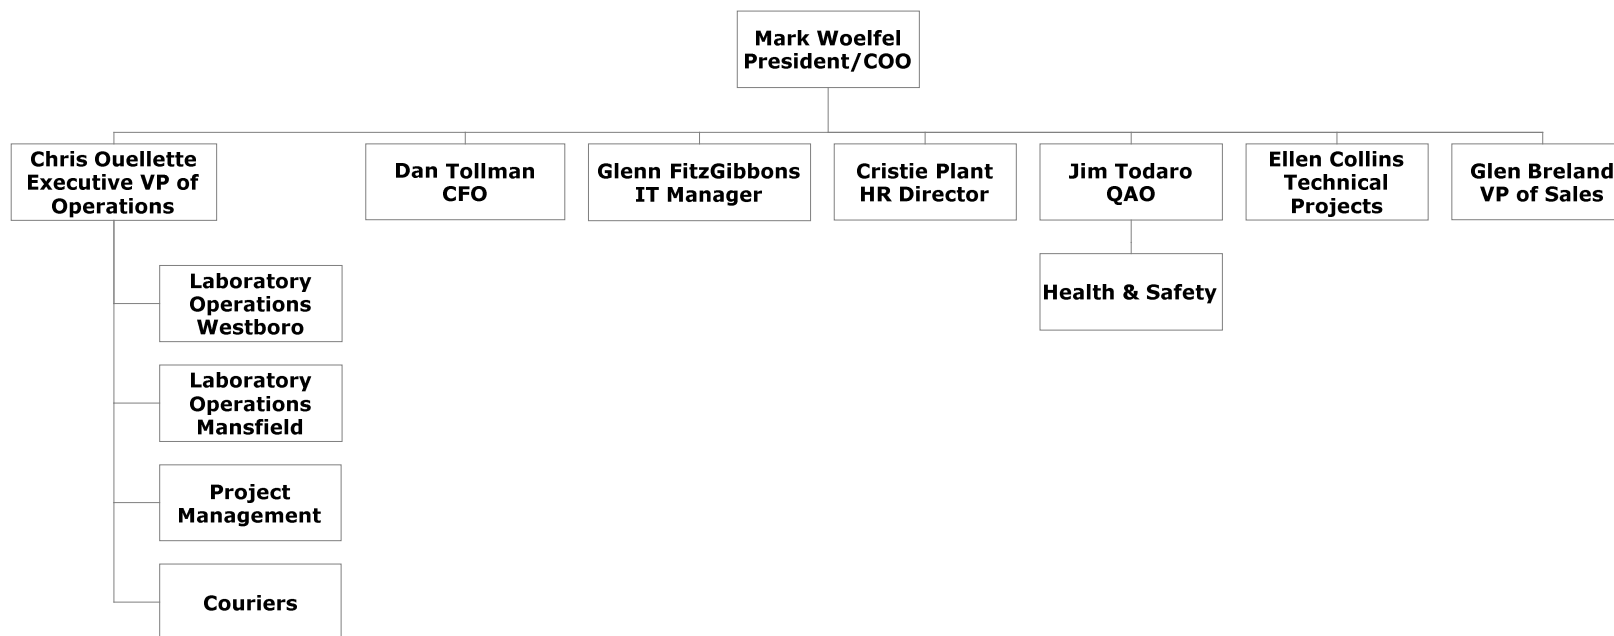 Mark Woelfel
President/COO
Chris Ouellette
Executive VP of
Operations
Dan Tollman
CFO
Glenn FitzGibbons
IT Manager
Cristie Plant
HR Director
Jim Todaro
QAO
Ellen Collins
Technical
Projects
Glen Breland
VP of Sales
Health & Safety
Laboratory
Operations
Westboro
Laboratory
Operations
Mansfield
Project
Management
Couriers